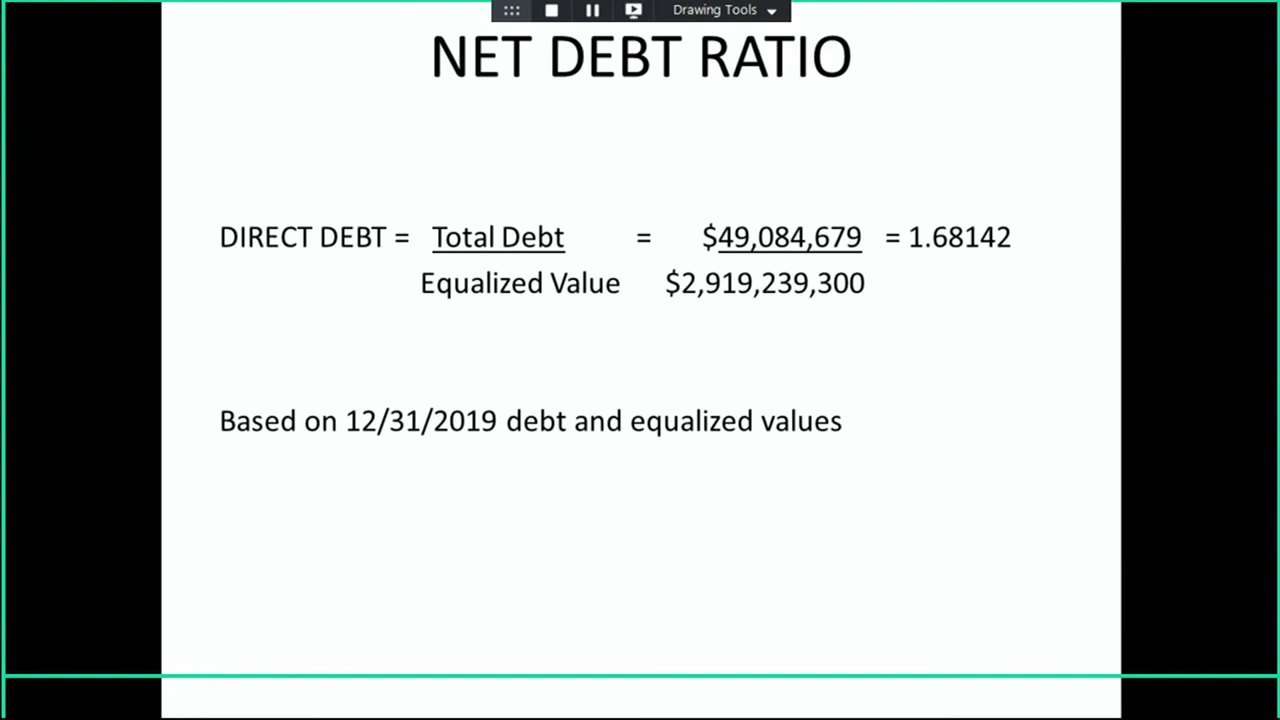 Drawing Tools
NET DEBT RATIO
DIRECT DEBT = Total Debt = $49,084,679 = 1.68142
Equalized Value $2,919,239,300
Based on 12/31/2019 debt and equalized values